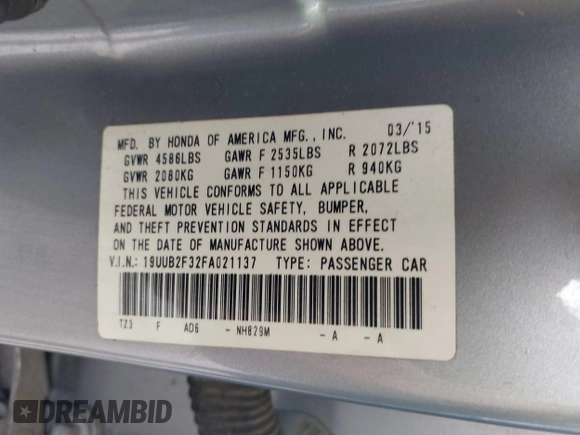 MFD. BY HONDA OF AMERICA MFG., INC. 03/'15
GVWR 4586LBS GAWR F 2535LBS R 2072LBS
GVWR 2080KG GAWR F 1150KG R 940KG
THIS VEHICLE CONFORMS TO ALL APPLICABLE
FEDERAL MOTOR VEHICLE SAFETY, BUMPER,
AND THEFT PREVENTION STANDARDS IN EFFECT
ON THE DATE OF MANUFACTURE SHOWN ABOVE.
V.I.N.: 19UUB2F32FA021137 TYPE: PASSENGER CAR
TZ3 F AD6 - NH829M - A - A
DREAMBID